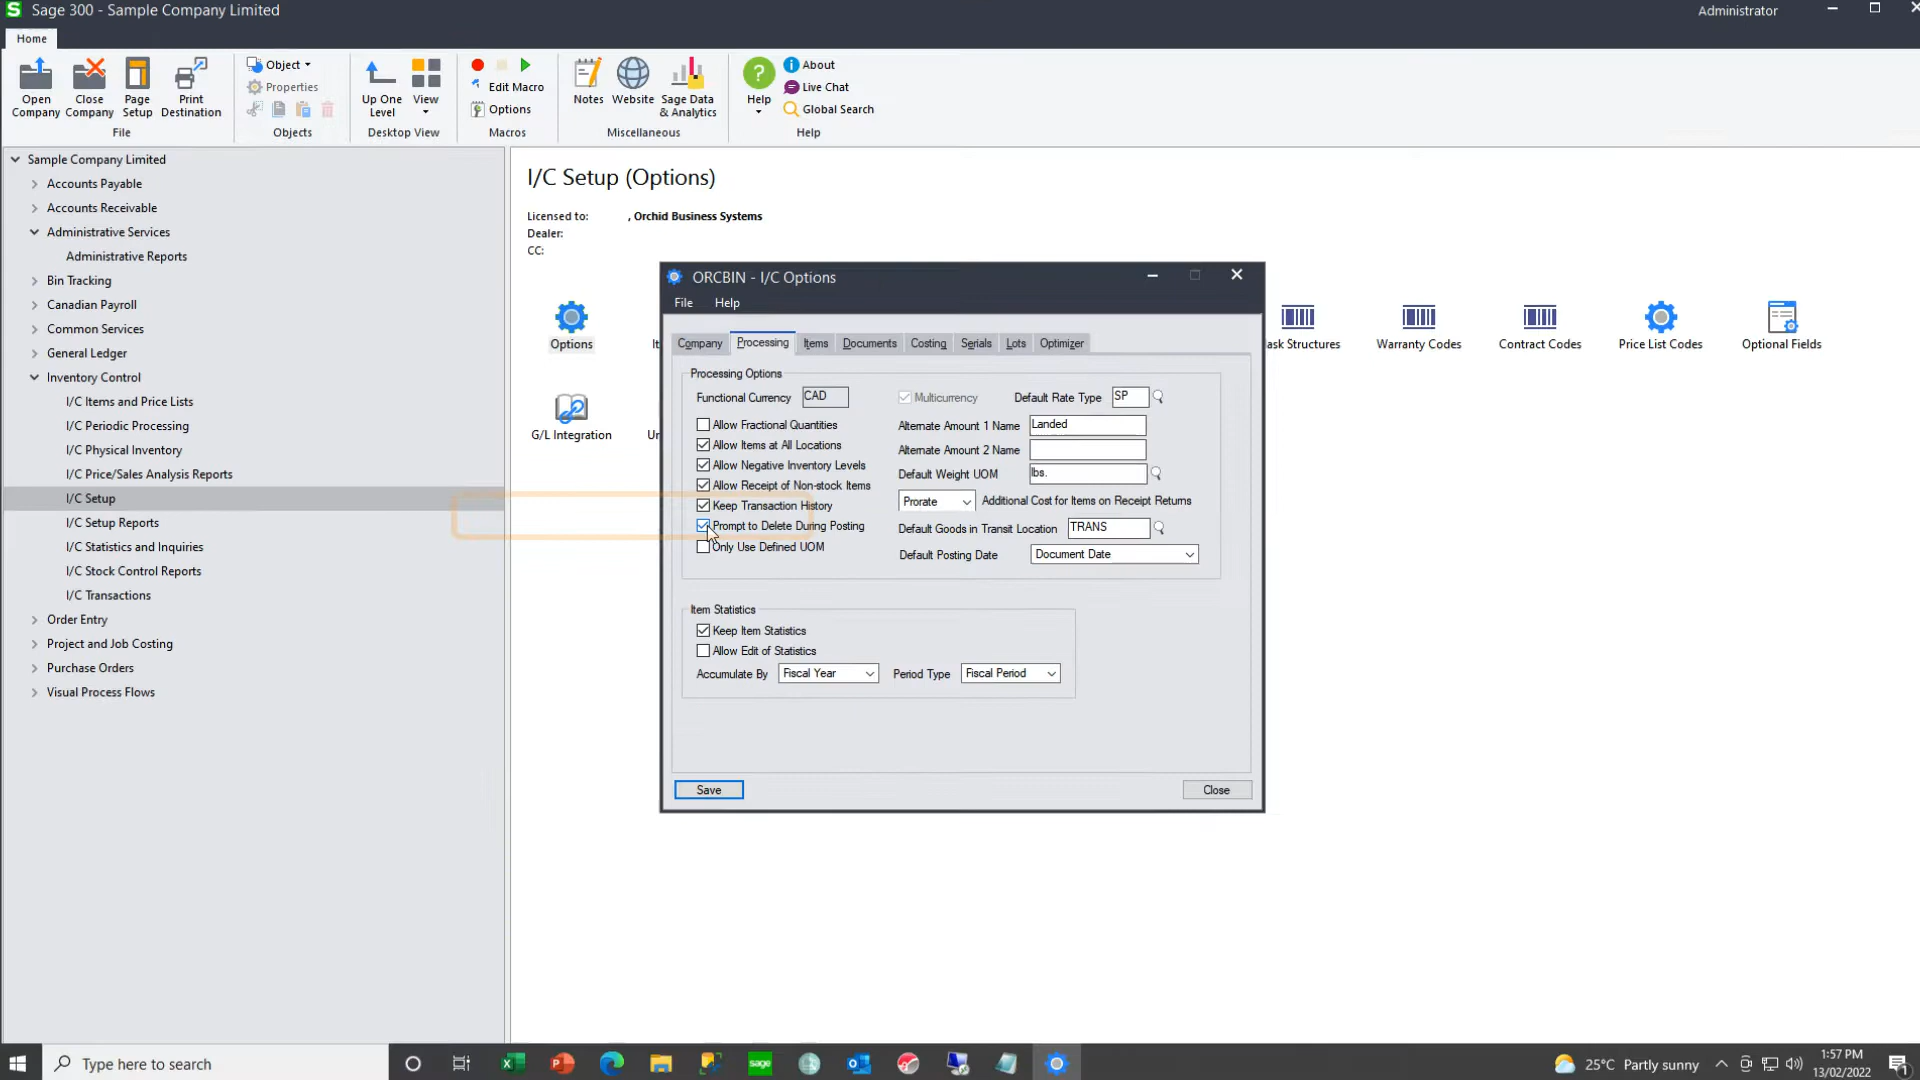 Sage 300 - Sample Company Limited
Administrator
Home
Open Company
Close Company
Page Setup
Print Destination
File
Object
Properties
Objects
Up One Level
View
Desktop View
Edit Macro
Options
Macros
Notes
Website
Sage Data & Analytics
Miscellaneous
Help
About
Live Chat
Global Search
Help
Sample Company Limited
Accounts Payable
Accounts Receivable
Administrative Services
Administrative Reports
Bin Tracking
Canadian Payroll
Common Services
General Ledger
Inventory Control
I/C Items and Price Lists
I/C Periodic Processing
I/C Physical Inventory
I/C Price/Sales Analysis Reports
I/C Setup
I/C Setup Reports
I/C Statistics and Inquiries
I/C Stock Control Reports
I/C Transactions
Order Entry
Project and Job Costing
Purchase Orders
Visual Process Flows
I/C Setup (Options)
Licensed to: , Orchid Business Systems
Dealer:
CC:
Options
It
ask Structures
Warranty Codes
Contract Codes
Price List Codes
Optional Fields
G/L Integration
Un
ORCBIN - I/C Options
File Help
Company Processing Items Documents Costing Serials Lots Optimizer
Processing Options
Functional Currency CAD
Multicurrency
Default Rate Type SP
Allow Fractional Quantities
Allow Items at All Locations
Allow Negative Inventory Levels
Allow Receipt of Non-stock Items
Keep Transaction History
Prompt to Delete During Posting
Only Use Defined UOM
Alternate Amount 1 Name Landed
Alternate Amount 2 Name
Default Weight UOM lbs.
Prorate Additional Cost for Items on Receipt Returns
Default Goods in Transit Location TRANS
Default Posting Date Document Date
Item Statistics
Keep Item Statistics
Allow Edit of Statistics
Accumulate By Fiscal Year Period Type Fiscal Period
Save
Close
Type here to search
sage
25°C Partly sunny
1:57 PM
13/02/2022
1